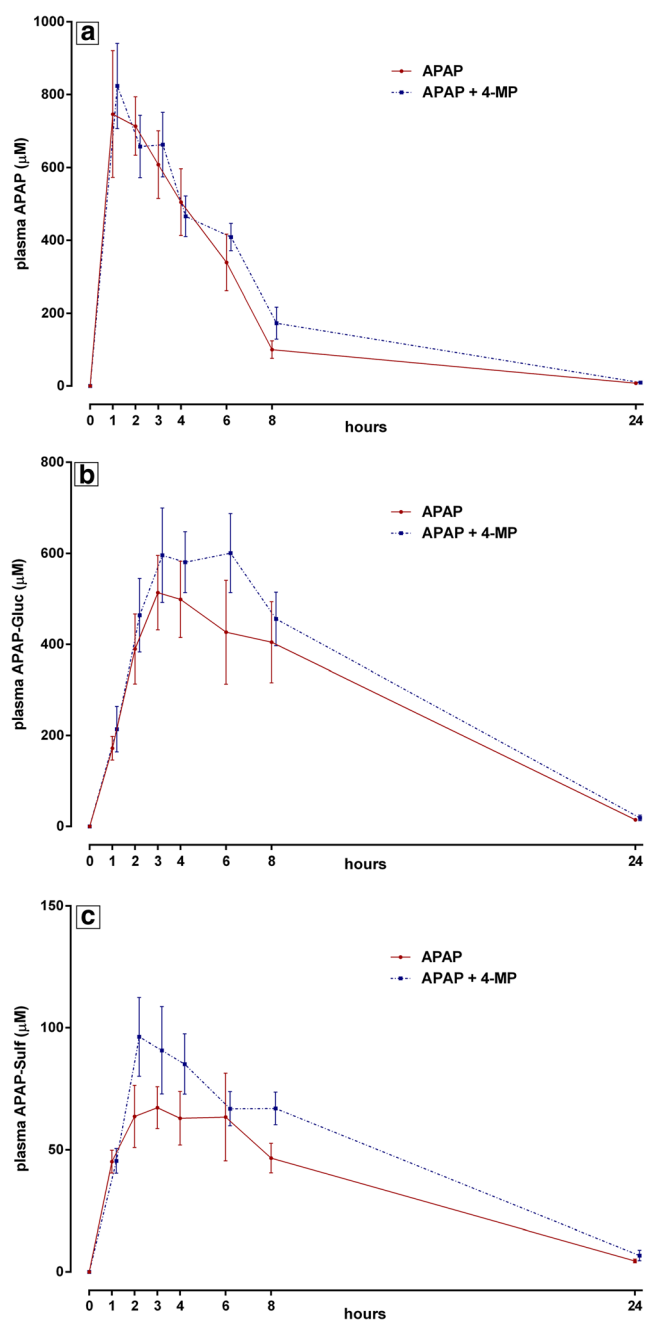 a
1000
800
600
400
200
0
plasma APAP (µM)
APAP
APAP + 4-MP
0 1 2 3 4 6 8 24
hours
b
800
600
400
200
0
plasma APAP-Gluc (µM)
APAP
APAP + 4-MP
0 1 2 3 4 6 8 24
hours
c
150
100
50
0
plasma APAP-Sulf (µM)
APAP
APAP + 4-MP
0 1 2 3 4 6 8 24
hours